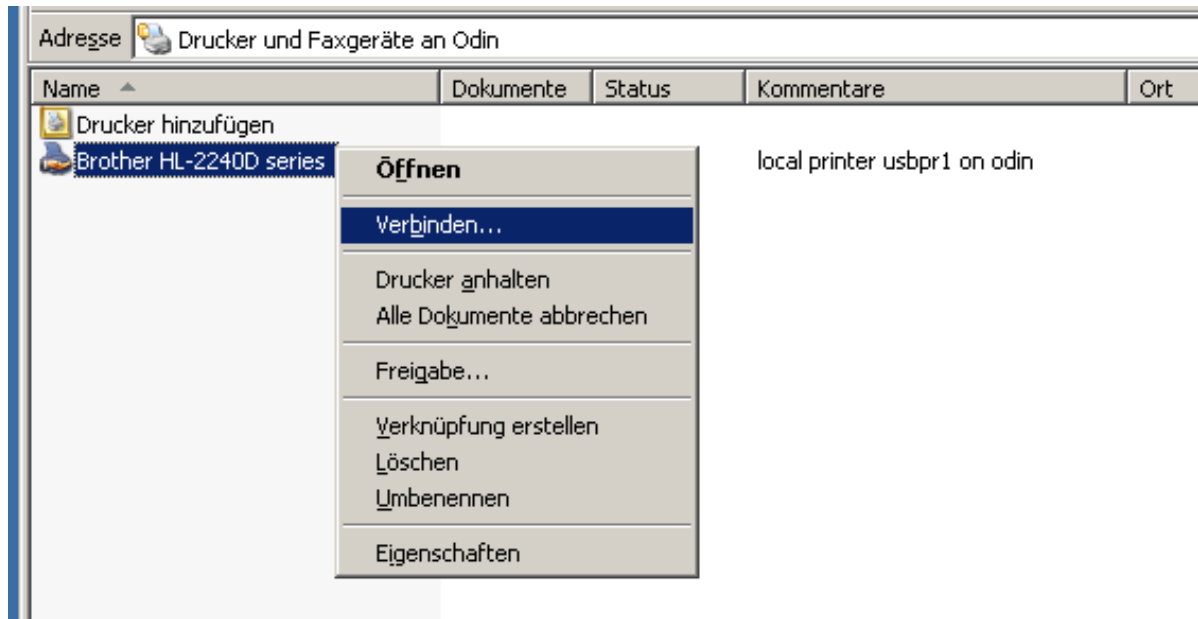 Adresse Drucker und Faxgeräte an Odin
Name Dokumente Status Kommentare Ort
Drucker hinzufügen
Brother HL-2240D series local printer usbpr1 on odin
Öffnen
Verbinden...
Drucker anhalten
Alle Dokumente abbrechen
Freigabe...
Verknüpfung erstellen
Löschen
Umbenennen
Eigenschaften